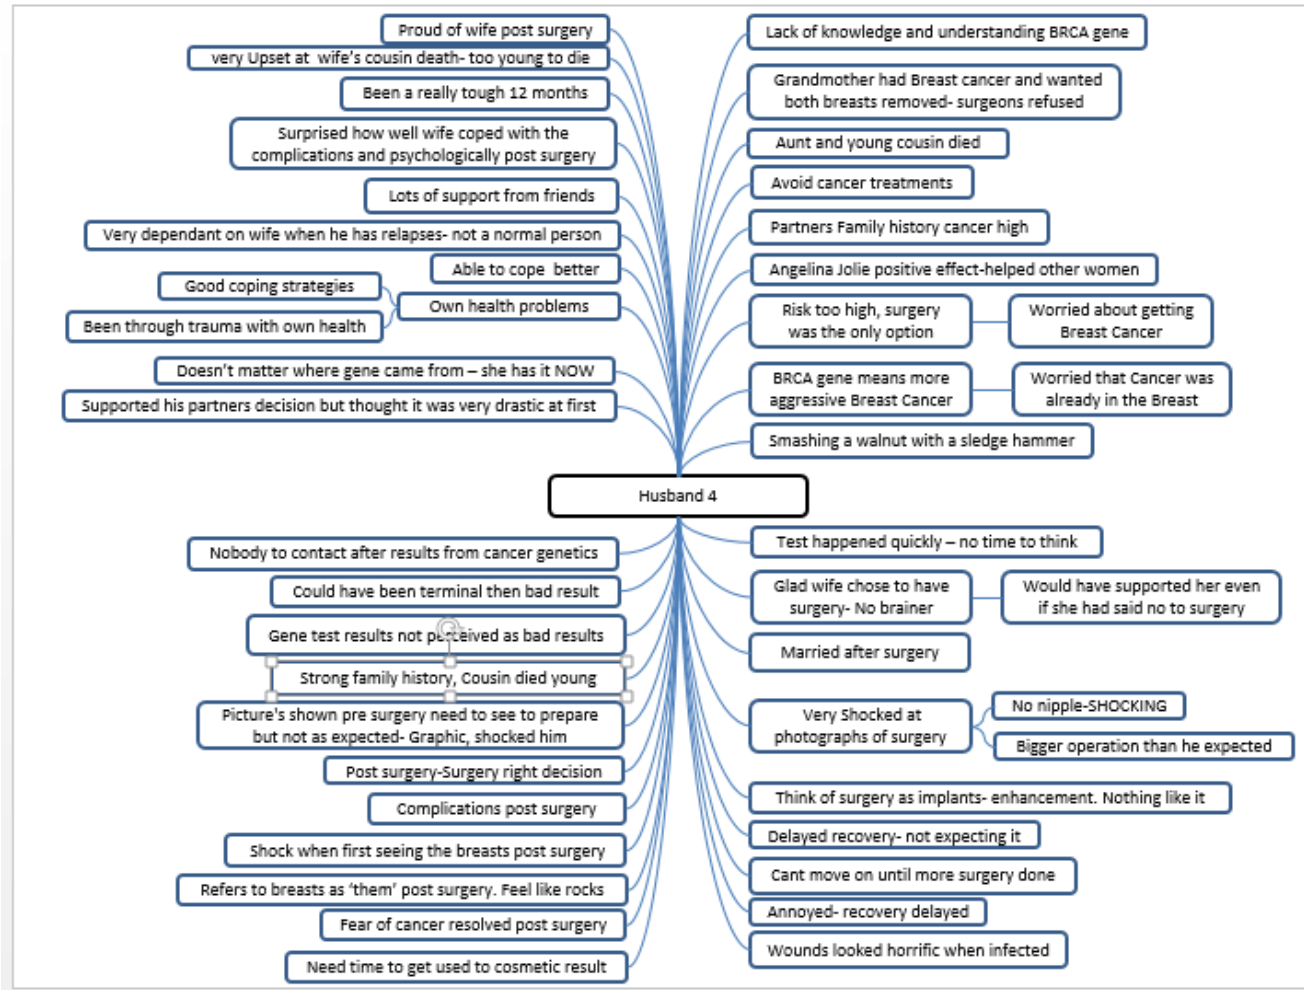 Proud of wife post surgery
very Upset at wife's cousin death- too young to die
Been a really tough 12 months
Surprised how well wife coped with the
complications and psychologically post surgery
Lots of support from friends
Very dependant on wife when he has relapses- not a normal person
Able to cope better
Good coping strategies
Own health problems
Been through trauma with own health
Doesn't matter where gene came from – she has it NOW
Supported his partners decision but thought it was very drastic at first
Lack of knowledge and understanding BRCA gene
Grandmother had Breast cancer and wanted
both breasts removed- surgeons refused
Aunt and young cousin died
Avoid cancer treatments
Partners Family history cancer high
Angelina Jolie positive effect-helped other women
Risk too high, surgery
was the only option
Worried about getting
Breast Cancer
BRCA gene means more
aggressive Breast Cancer
Worried that Cancer was
already in the Breast
Smashing a walnut with a sledge hammer
Husband 4
Nobody to contact after results from cancer genetics
Could have been terminal then bad result
Gene test results not perceived as bad results
Strong family history, Cousin died young
Picture's shown pre surgery need to see to prepare
but not as expected- Graphic, shocked him
Post surgery-Surgery right decision
Complications post surgery
Shock when first seeing the breasts post surgery
Refers to breasts as 'them' post surgery. Feel like rocks
Fear of cancer resolved post surgery
Need time to get used to cosmetic result
Test happened quickly – no time to think
Glad wife chose to have
surgery- No brainer
Would have supported her even
if she had said no to surgery
Married after surgery
Very Shocked at
photographs of surgery
No nipple-SHOCKING
Bigger operation than he expected
Think of surgery as implants- enhancement. Nothing like it
Delayed recovery- not expecting it
Cant move on until more surgery done
Annoyed- recovery delayed
Wounds looked horrific when infected